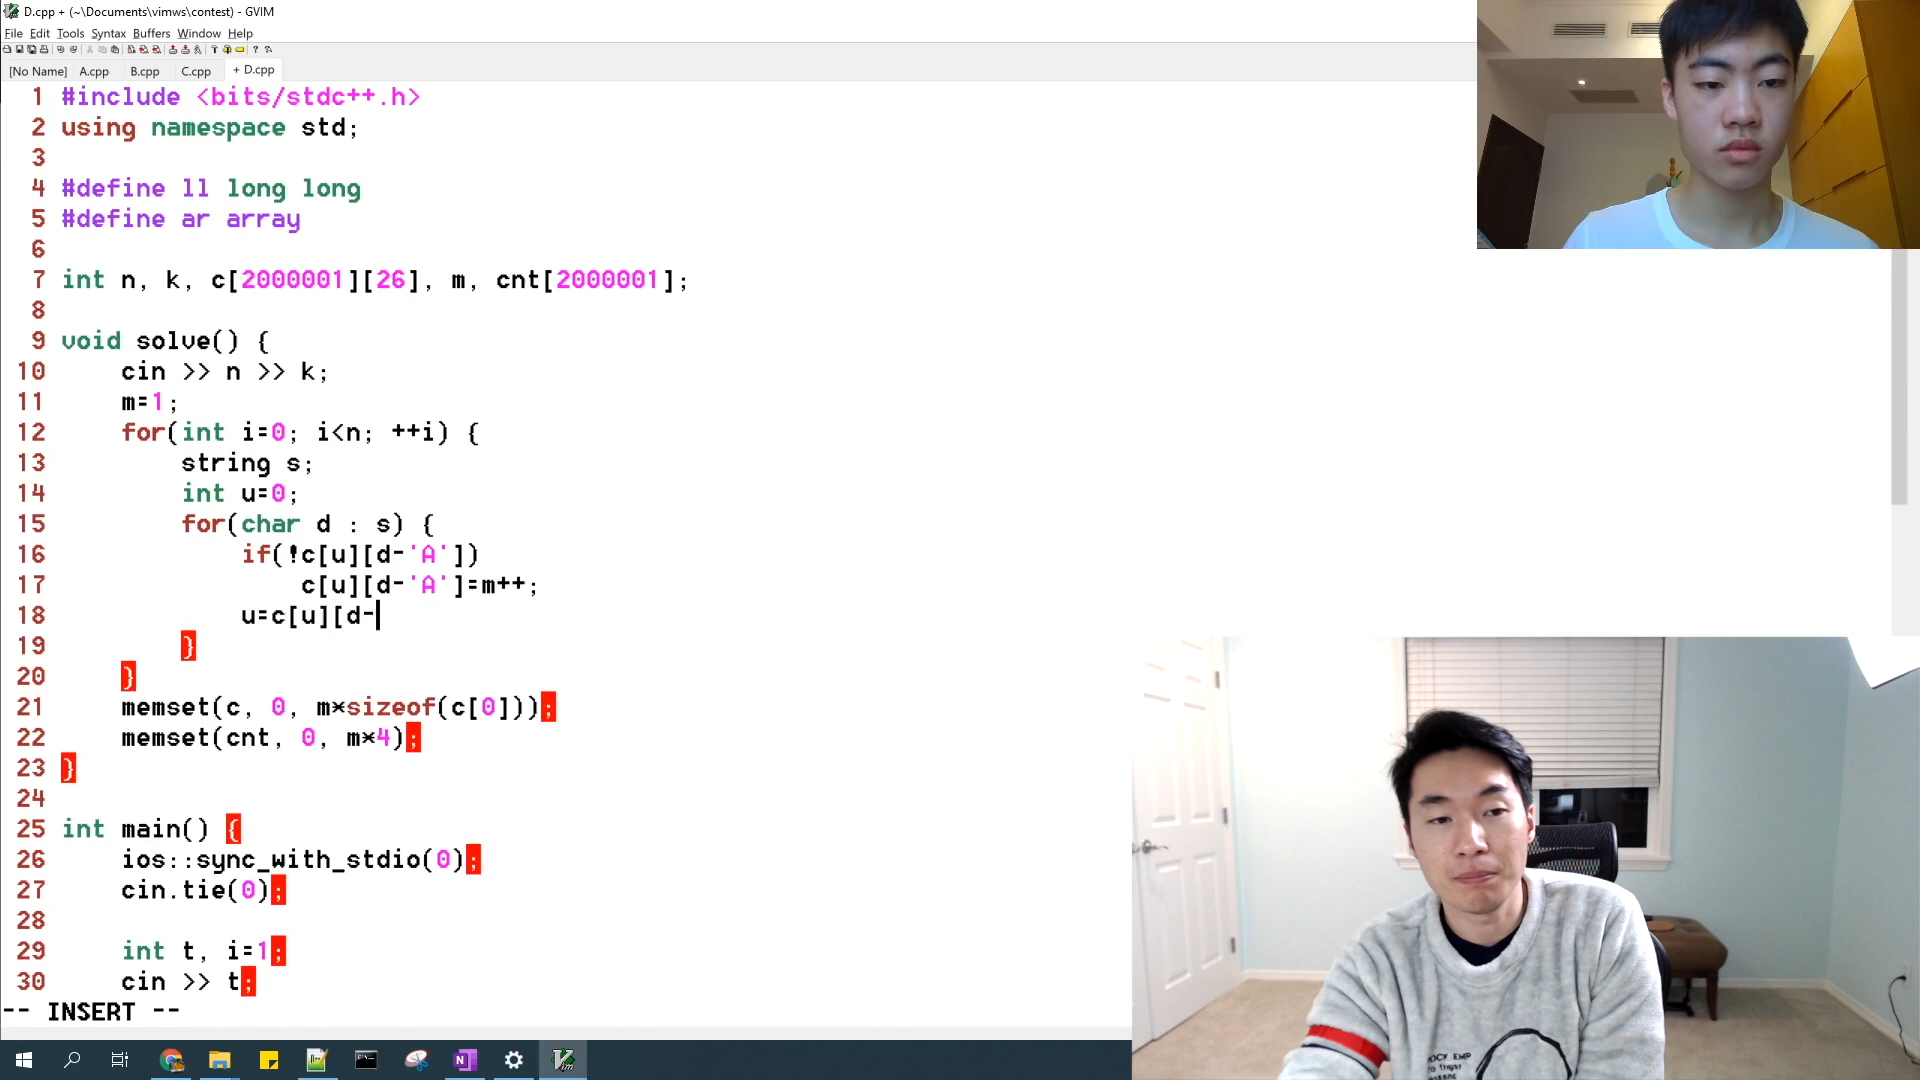 D.cpp + (~\Documents\vimws\contest) - GVIM
File Edit Tools Syntax Buffers Window Help
[No Name] A.cpp B.cpp C.cpp + D.cpp
1 #include <bits/stdc++.h>
2 using namespace std;
3
4 #define ll long long
5 #define ar array
6
7 int n, k, c[2000001][26], m, cnt[2000001];
8
9 void solve() {
10 cin >> n >> k;
11 m=1;
12 for(int i=0; i<n; ++i) {
13 string s;
14 int u=0;
15 for(char d : s) {
16 if(!c[u][d-'A'])
17 c[u][d-'A']=m++;
18 u=c[u][d-
19 }
20 }
21 memset(c, 0, m*sizeof(c[0]));
22 memset(cnt, 0, m*4);
23 }
24
25 int main() {
26 ios::sync_with_stdio(0);
27 cin.tie(0);
28
29 int t, i=1;
30 cin >> t;
-- INSERT --